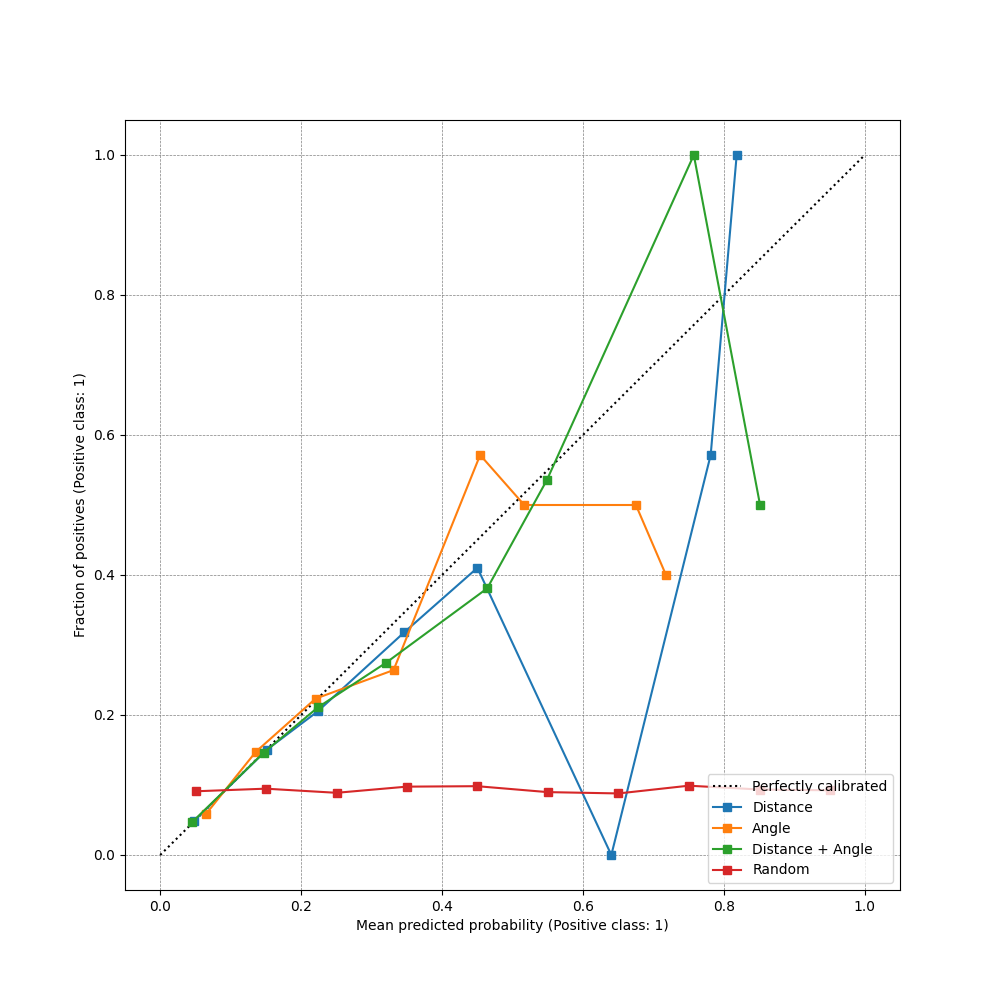 1.0
0.8
0.6
0.4
0.2
0.0
Fraction of positives (Positive class: 1)
Perfectly calibrated
Distance
Angle
Distance + Angle
Random
0.0 0.2 0.4 0.6 0.8 1.0
Mean predicted probability (Positive class: 1)